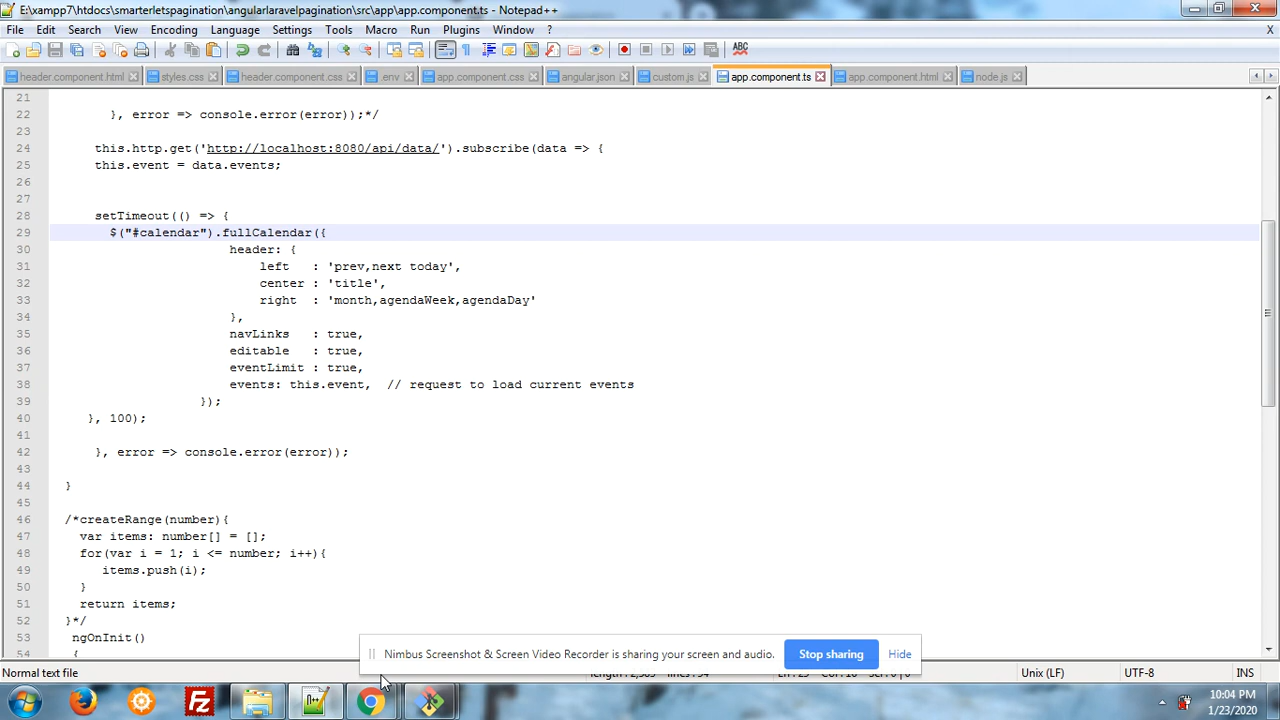 E:\xampp7\htdocs\smarterletspagination\angularlaravelpagination\src\app\app.component.ts - Notepad++
File Edit Search View Encoding Language Settings Tools Macro Run Plugins Window ? X
header.component.html styles.css header.component.css .env app.component.css angular.json custom.js app.component.ts app.component.html node.js
21
22 }, error => console.error(error));*/
23
24 this.http.get('http://localhost:8080/api/data/').subscribe(data => {
25 this.event = data.events;
26
27
28 setTimeout(() => {
29 $("#calendar").fullCalendar({
30 header: {
31 left : 'prev,next today',
32 center : 'title',
33 right : 'month,agendaWeek,agendaDay'
34 },
35 navLinks : true,
36 editable : true,
37 eventLimit : true,
38 events: this.event, // request to load current events
39 });
40 }, 100);
41
42 }, error => console.error(error));
43
44 }
45
46 /*createRange(number){
47 var items: number[] = [];
48 for(var i = 1; i <= number; i++){
49 items.push(i);
50 }
51 return items;
52 }*/
53 ngOnInit()
54 {
Nimbus Screenshot & Screen Video Recorder is sharing your screen and audio. Stop sharing Hide
Normal text file Unix (LF) UTF-8 INS
10:04 PM
1/23/2020